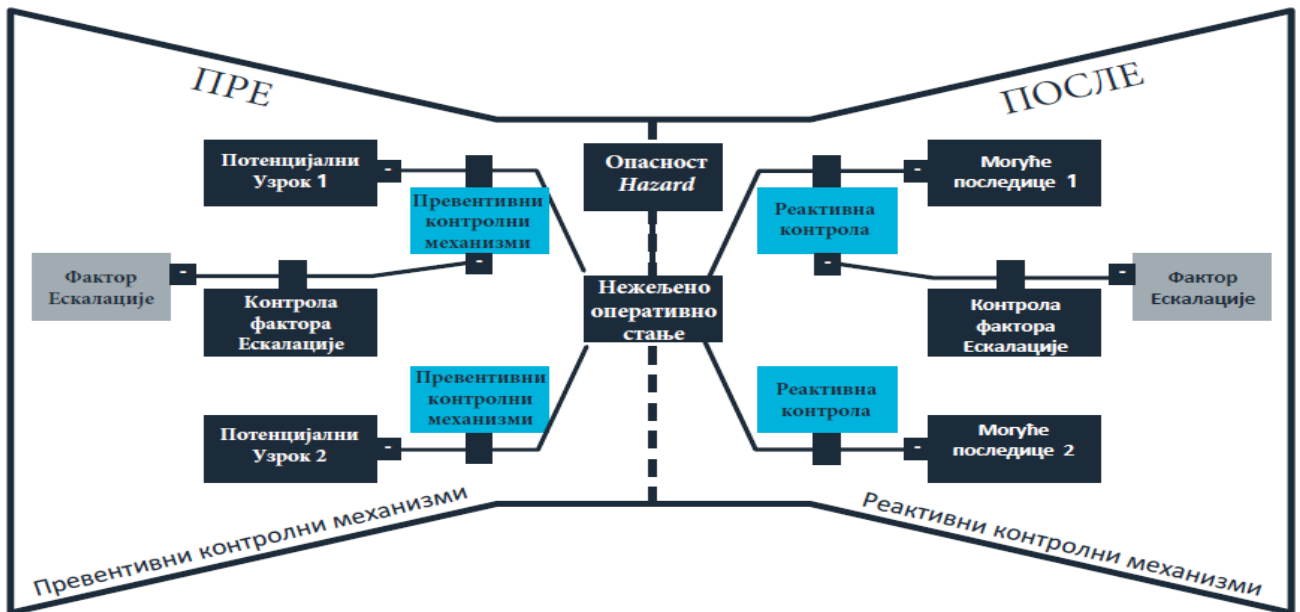 ПРЕ
ПОСЛЕ
Потенцијални
Узрок 1
-
Опасност
Hazard
-
Могуће
последице 1
Превентивни
контролни
механизми
-
Реактивна
контрола
-
Фактор
Ескалације
-
Контрола
фактора
Ескалације
Нежељено
оперативно
стање
Контрола
фактора
Ескалације
-
Фактор
Ескалације
Превентивни
контролни
механизми
Реактивна
контрола
Потенцијални
Узрок 2
-
-
Могуће
последице 2
Превентивни контролни механизми
Реактивни контролни механизми